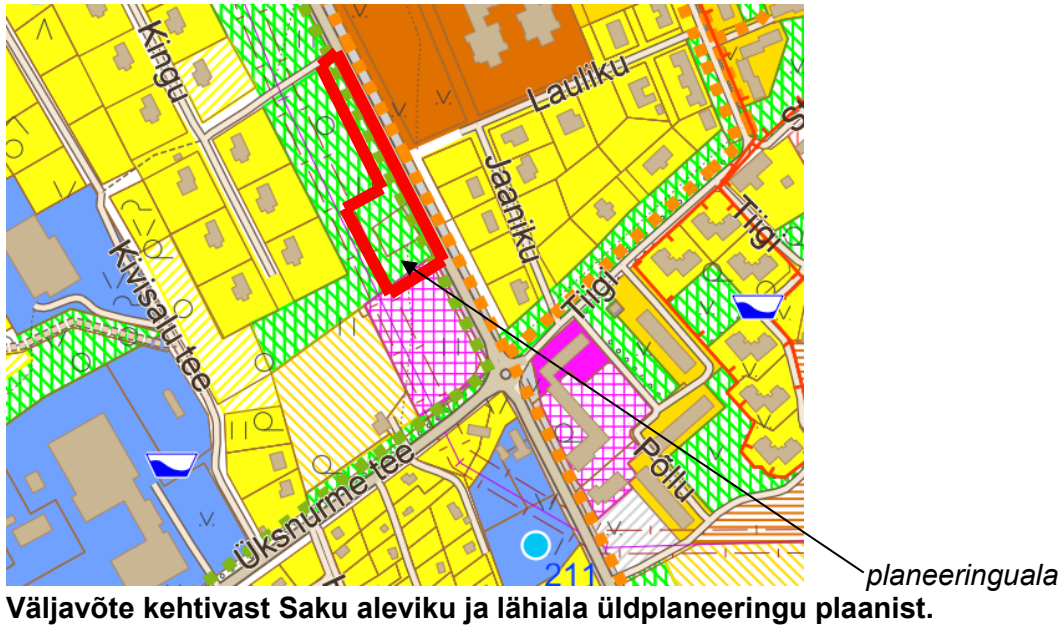 Kingu
Lauliku
S
Jaaniku
Tiigi
Tiigi
Kivisalu tee
Põllu
Üksnurme tee
T
211
planeeringuala
Väljavõte kehtivast Saku aleviku ja lähiala üldplaneeringu plaanist.